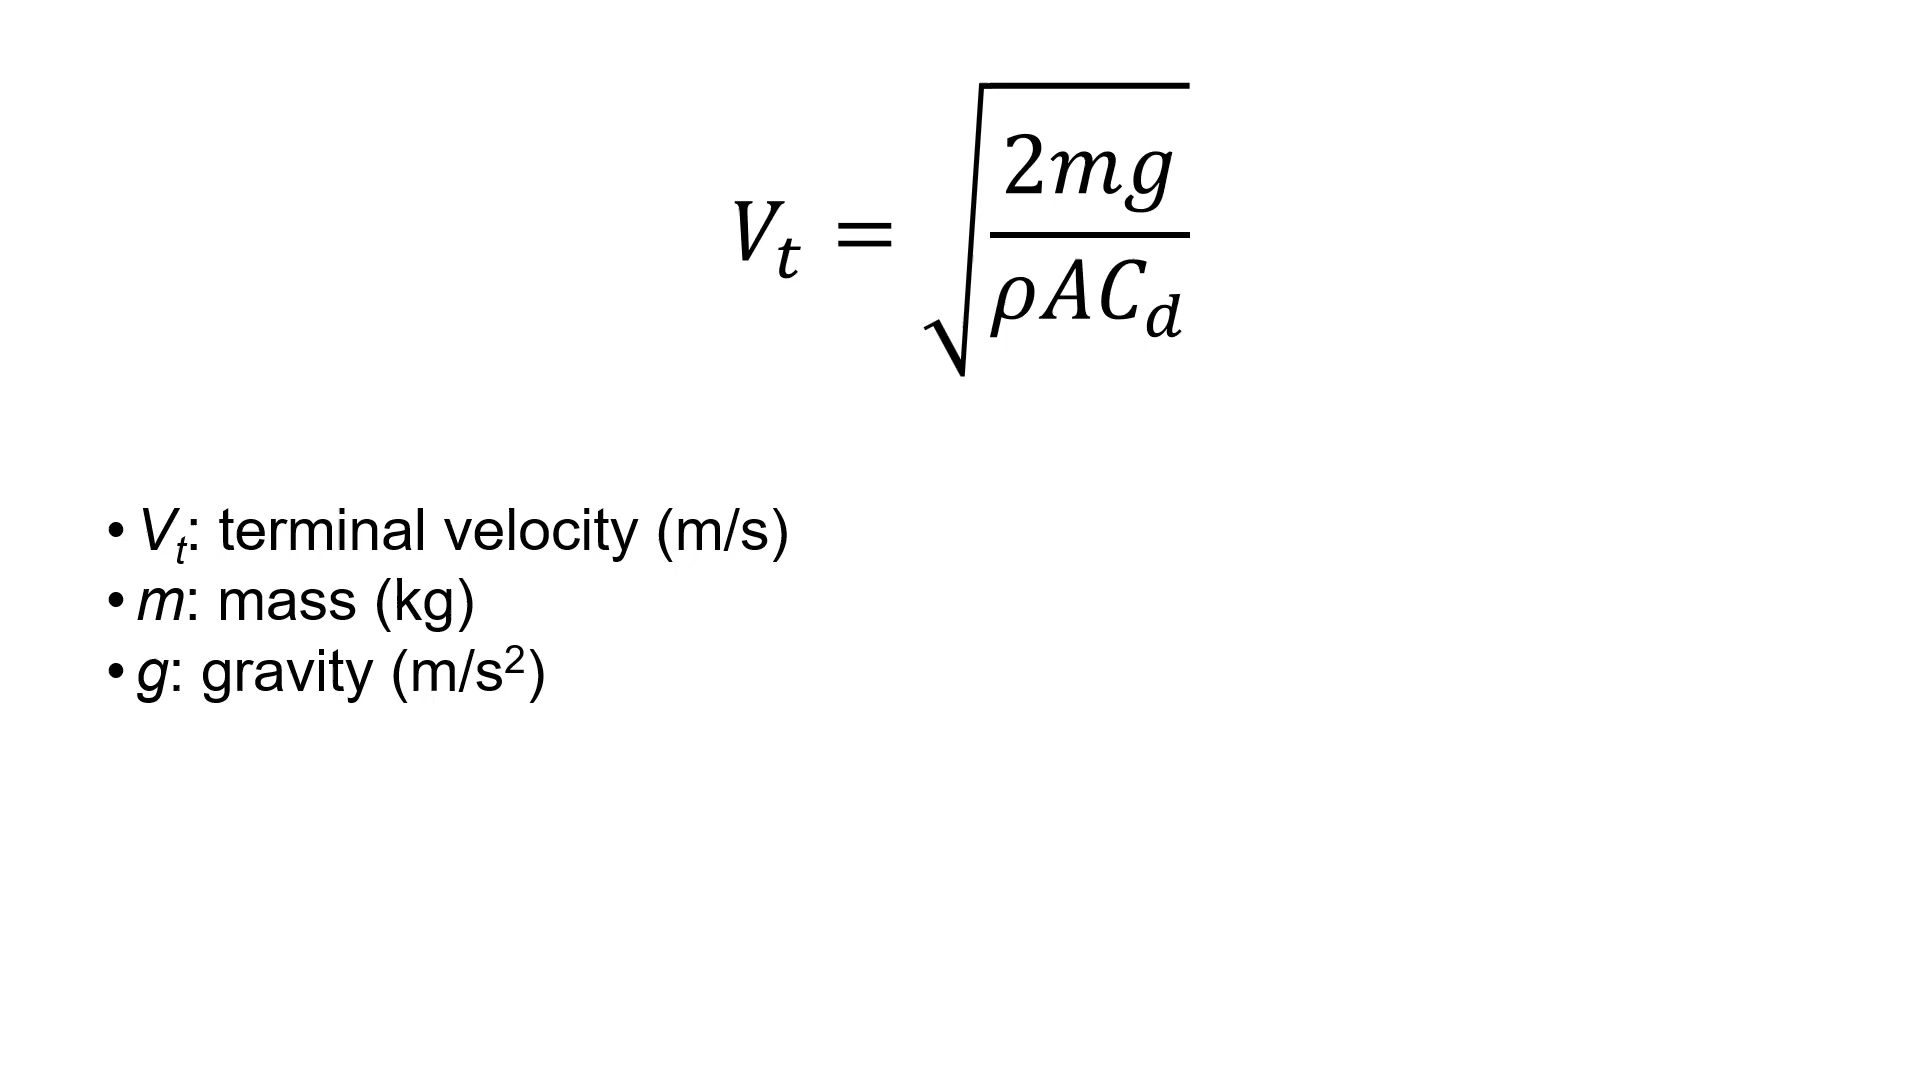 V_t = √(2mg / ρAC_d)
• V_t: terminal velocity (m/s)
• m: mass (kg)
• g: gravity (m/s²)